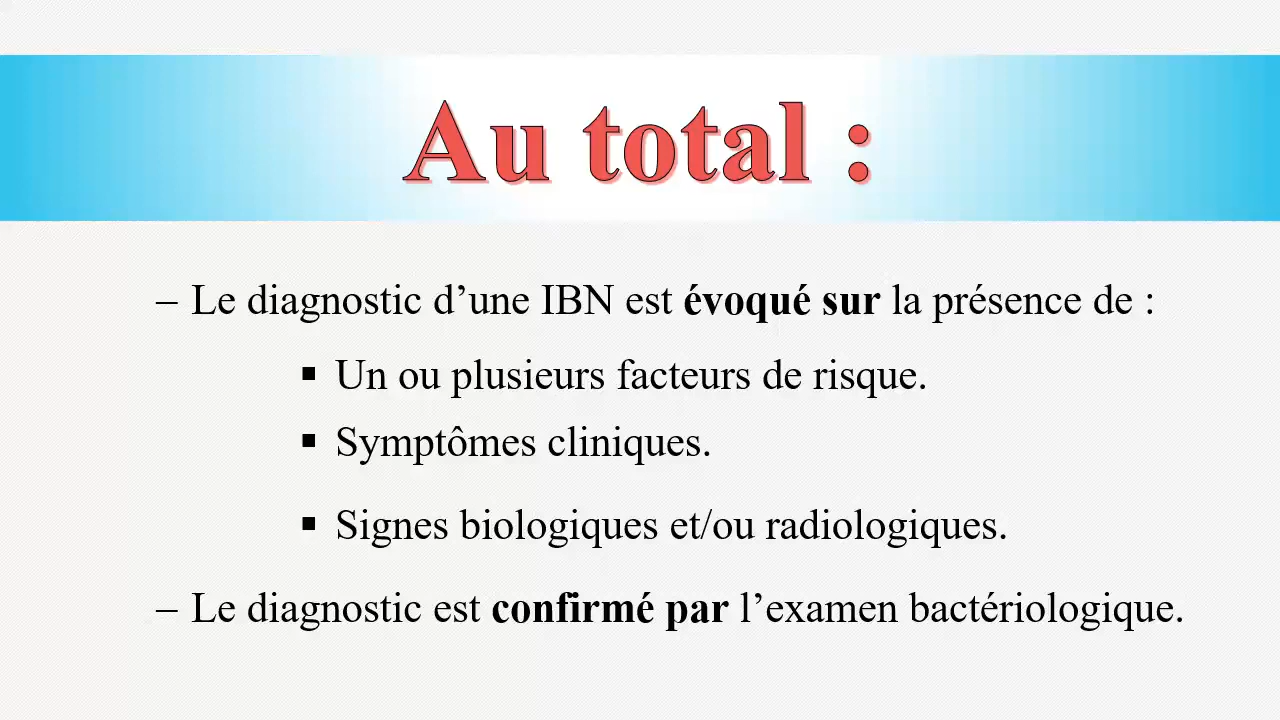 Au total :
– Le diagnostic d’une IBN est évoqué sur la présence de :
▪ Un ou plusieurs facteurs de risque.
▪ Symptômes cliniques.
▪ Signes biologiques et/ou radiologiques.
– Le diagnostic est confirmé par l’examen bactériologique.